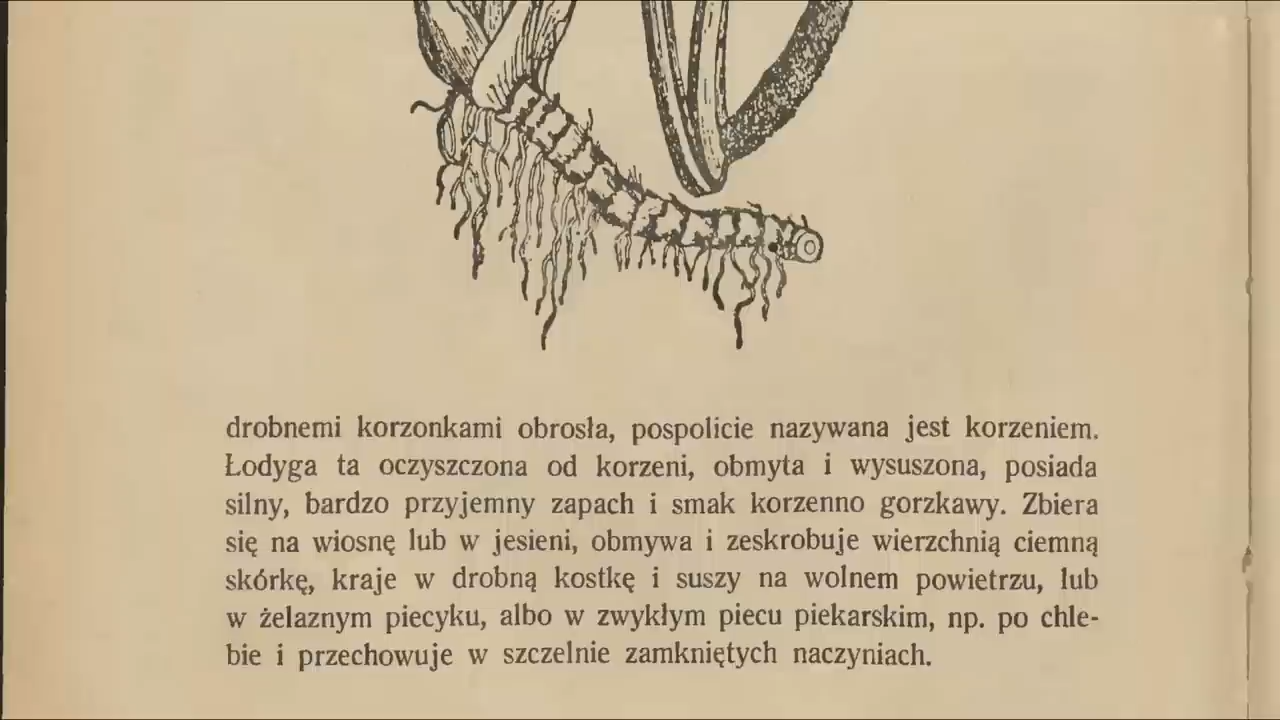 drobnemi korzonkami obrosła, pospolicie nazywana jest korzeniem.
Łodyga ta oczyszczona od korzeni, obmyta i wysuszona, posiada
silny, bardzo przyjemny zapach i smak korzenno gorzkawy. Zbiera
się na wiosnę lub w jesieni, obmywa i zeskrobuje wierzchnią ciemną
skórkę, kraje w drobną kostkę i suszy na wolnem powietrzu, lub
w żelaznym piecyku, albo w zwykłym piecu piekarskim, np. po chle-
bie i przechowuje w szczelnie zamkniętych naczyniach.